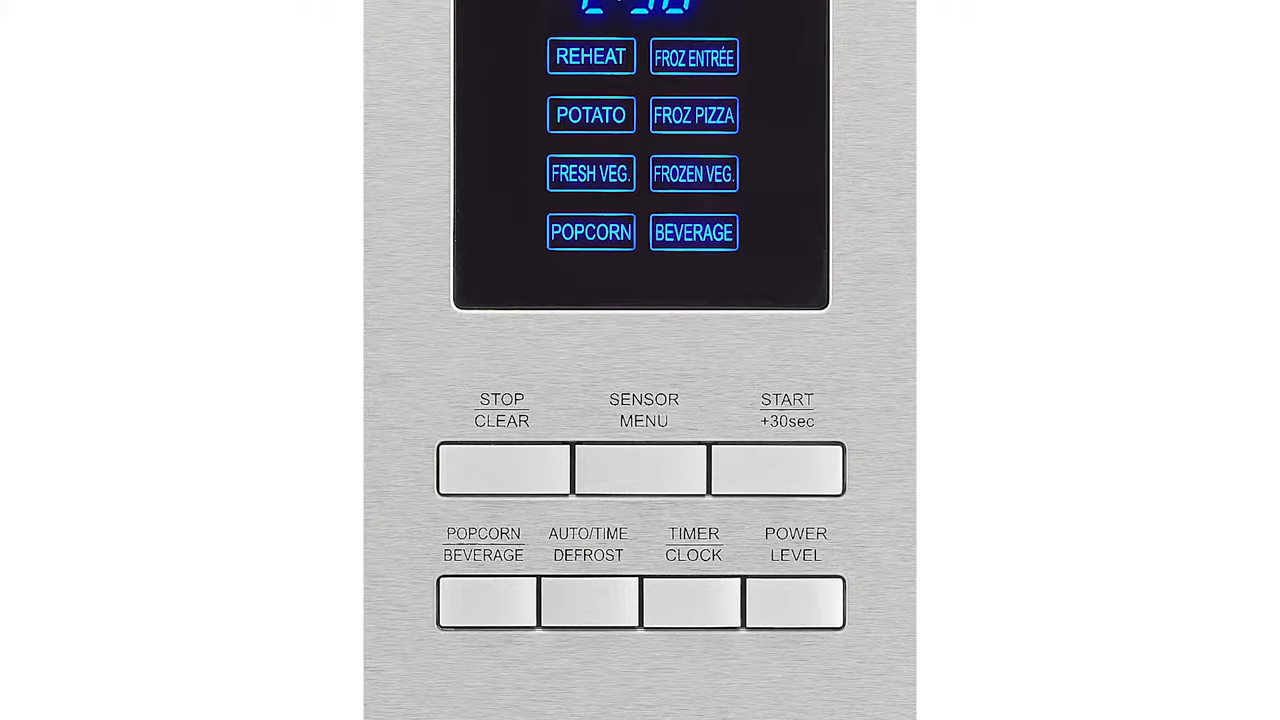 REHEAT FROZ ENTRÉE
POTATO FROZ PIZZA
FRESH VEG. FROZEN VEG.
POPCORN BEVERAGE
STOP SENSOR START
CLEAR MENU +30sec
POPCORN AUTO/TIME TIMER POWER
BEVERAGE DEFROST CLOCK LEVEL